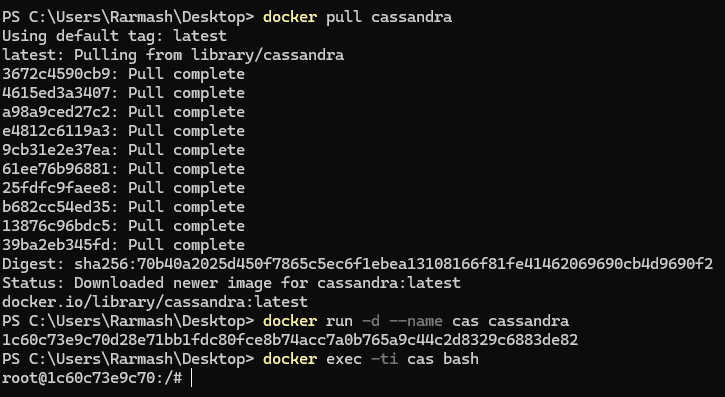 PS C:\Users\Rarmash\Desktop> docker pull cassandra
Using default tag: latest
latest: Pulling from library/cassandra
3672c4590cb9: Pull complete
4615ed3a3407: Pull complete
a98a9ced27c2: Pull complete
e4812c6119a3: Pull complete
9cb31e2e37ea: Pull complete
61ee76b96881: Pull complete
25fdfc9faee8: Pull complete
b682cc54ed35: Pull complete
13876c96bdc5: Pull complete
39ba2eb345fd: Pull complete
Digest: sha256:70b40a2025d450f7865c5ec6f1ebea13108166f81fe41462069690cb4d9690f2
Status: Downloaded newer image for cassandra:latest
docker.io/library/cassandra:latest
PS C:\Users\Rarmash\Desktop> docker run -d --name cas cassandra
1c60c73e9c70d28e71bb1fdc80fce8b74acc7a0b765a9c44c2d8329c6883de82
PS C:\Users\Rarmash\Desktop> docker exec -ti cas bash
root@1c60c73e9c70:/#